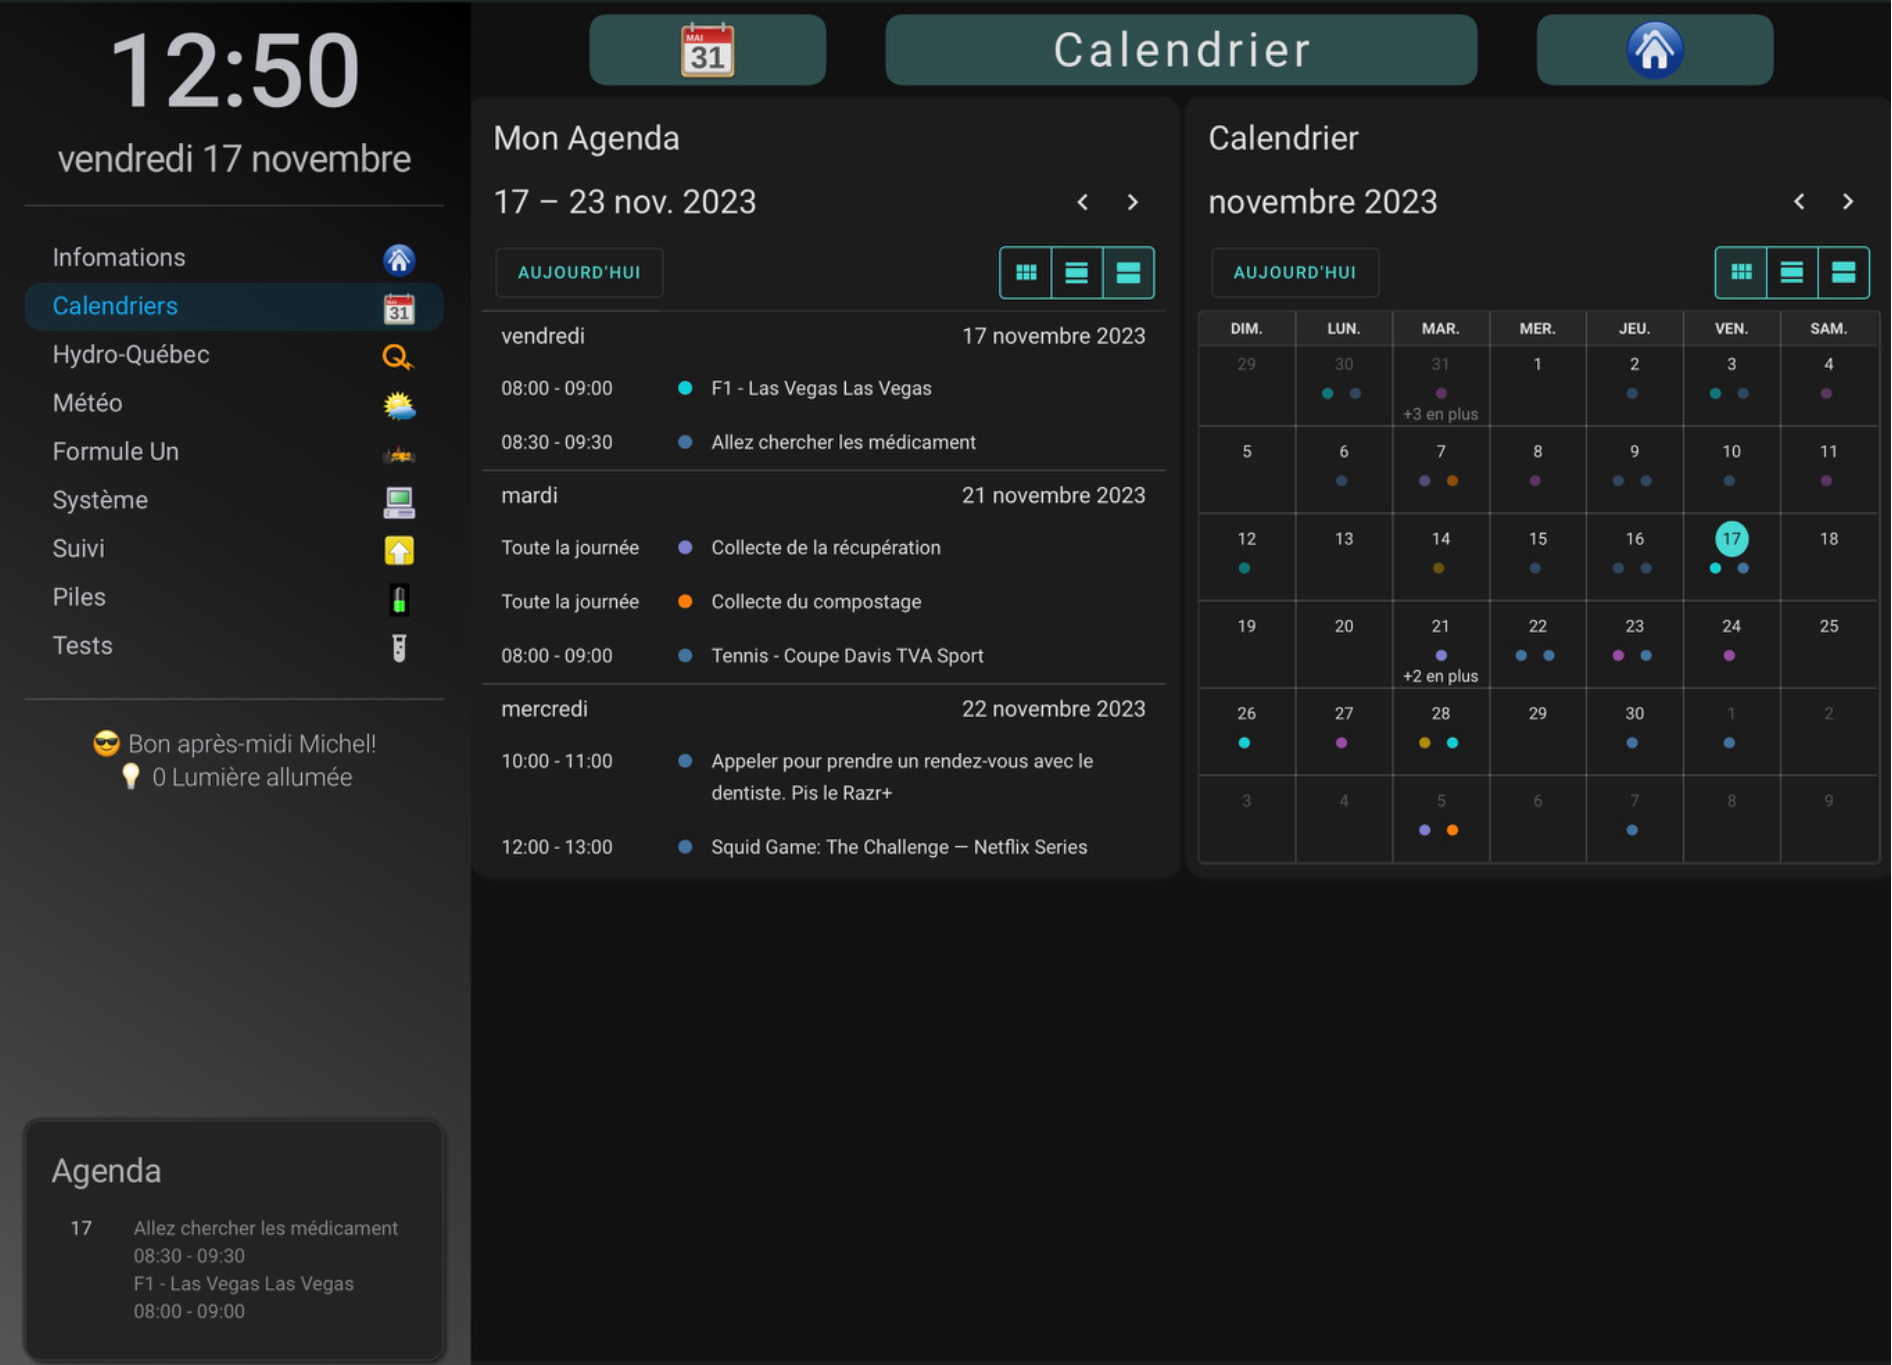 12:50
vendredi 17 novembre
Infomations
Calendriers
31
Hydro-Québec
Météo
Formule Un
Système
Suivi
Piles
Tests
😎 Bon après-midi Michel!
💡 0 Lumière allumée
Agenda
17 Allez chercher les médicament
08:30 - 09:30
F1 - Las Vegas Las Vegas
08:00 - 09:00
MAI
31
Calendrier
Mon Agenda
17 – 23 nov. 2023
AUJOURD'HUI
vendredi 17 novembre 2023
08:00 - 09:00 F1 - Las Vegas Las Vegas
08:30 - 09:30 Allez chercher les médicament
mardi 21 novembre 2023
Toute la journée Collecte de la récupération
Toute la journée Collecte du compostage
08:00 - 09:00 Tennis - Coupe Davis TVA Sport
mercredi 22 novembre 2023
10:00 - 11:00 Appeler pour prendre un rendez-vous avec le
dentiste. Pis le Razr+
12:00 - 13:00 Squid Game: The Challenge — Netflix Series
Calendrier
novembre 2023
AUJOURD'HUI
DIM. LUN. MAR. MER. JEU. VEN. SAM.
29 30 31 1 2 3 4
+3 en plus
5 6 7 8 9 10 11
12 13 14 15 16 17 18
19 20 21 22 23 24 25
+2 en plus
26 27 28 29 30 1 2
3 4 5 6 7 8 9